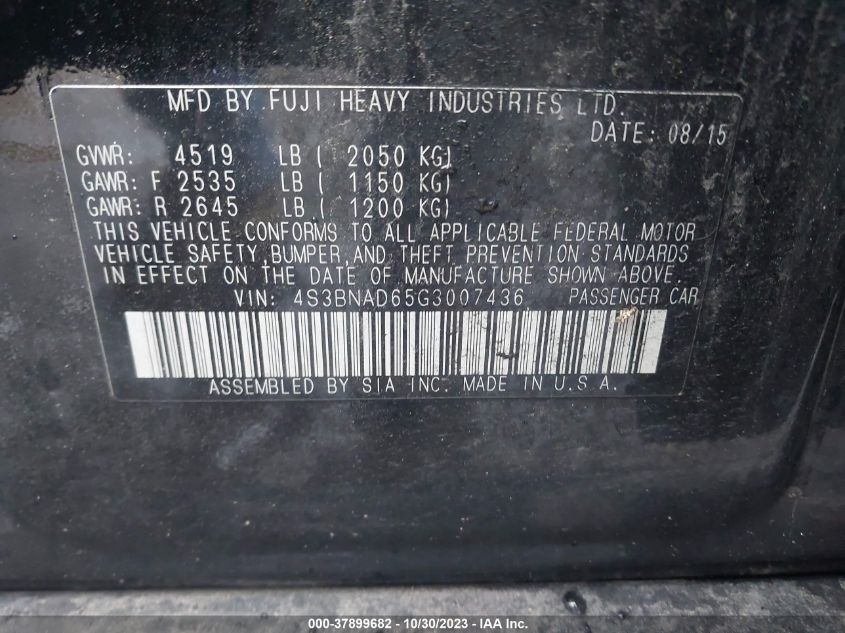 MFD BY FUJI HEAVY INDUSTRIES LTD.
DATE: 08/15
GVWR: 4519 LB ( 2050 KG)
GAWR: F 2535 LB ( 1150 KG)
GAWR: R 2645 LB ( 1200 KG)
THIS VEHICLE CONFORMS TO ALL APPLICABLE FEDERAL MOTOR
VEHICLE SAFETY, BUMPER, AND THEFT PREVENTION STANDARDS
IN EFFECT ON THE DATE OF MANUFACTURE SHOWN ABOVE.
VIN: 4S3BNAD65G3007436 PASSENGER CAR
ASSEMBLED BY SIA INC. MADE IN U.S.A.
000-37899682 - 10/30/2023 - IAA Inc.